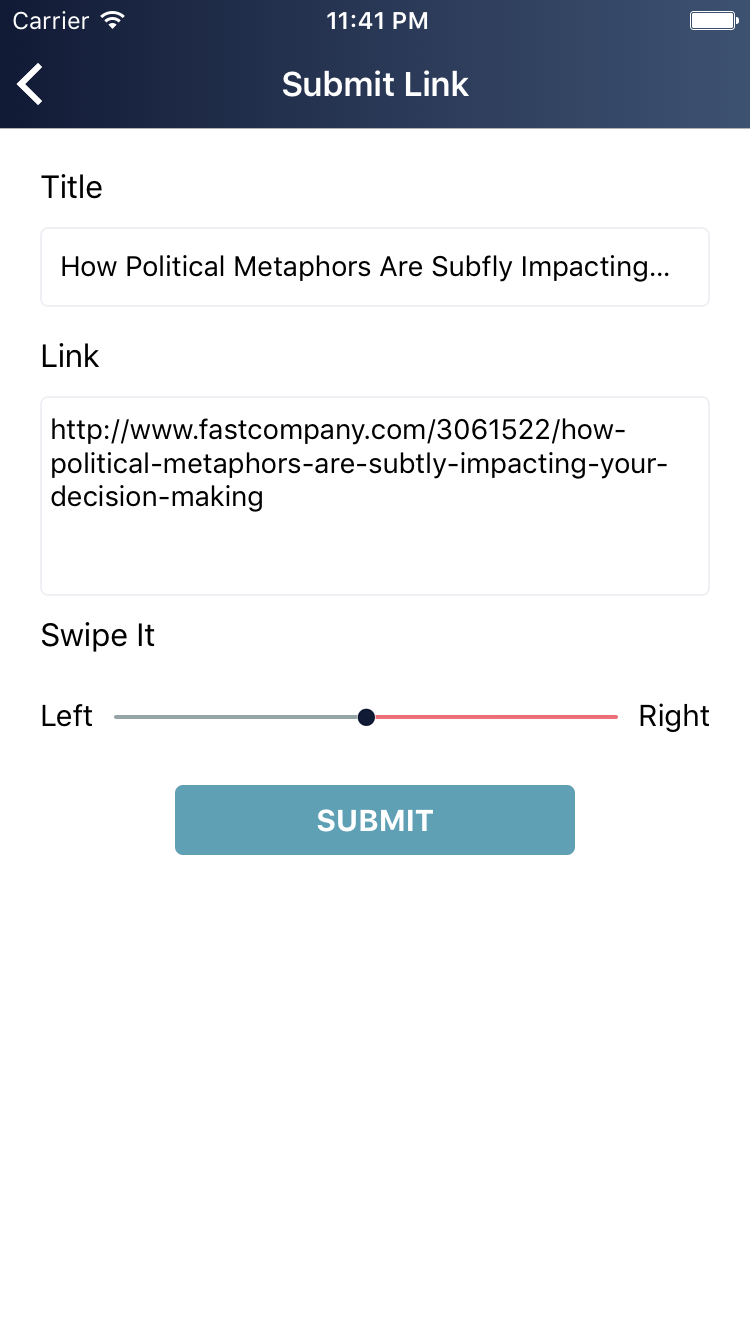 Carrier 11:41 PM
Submit Link
Title
How Political Metaphors Are Subfly Impacting...
Link
http://www.fastcompany.com/3061522/how-
political-metaphors-are-subtly-impacting-your-
decision-making
Swipe It
Left Right
SUBMIT